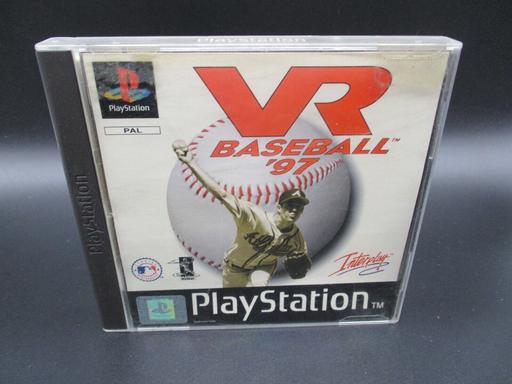 PlayStation
PlayStation
PAL
VR
BASEBALL™
'97
PlayStation
Interplay
PlayStation™